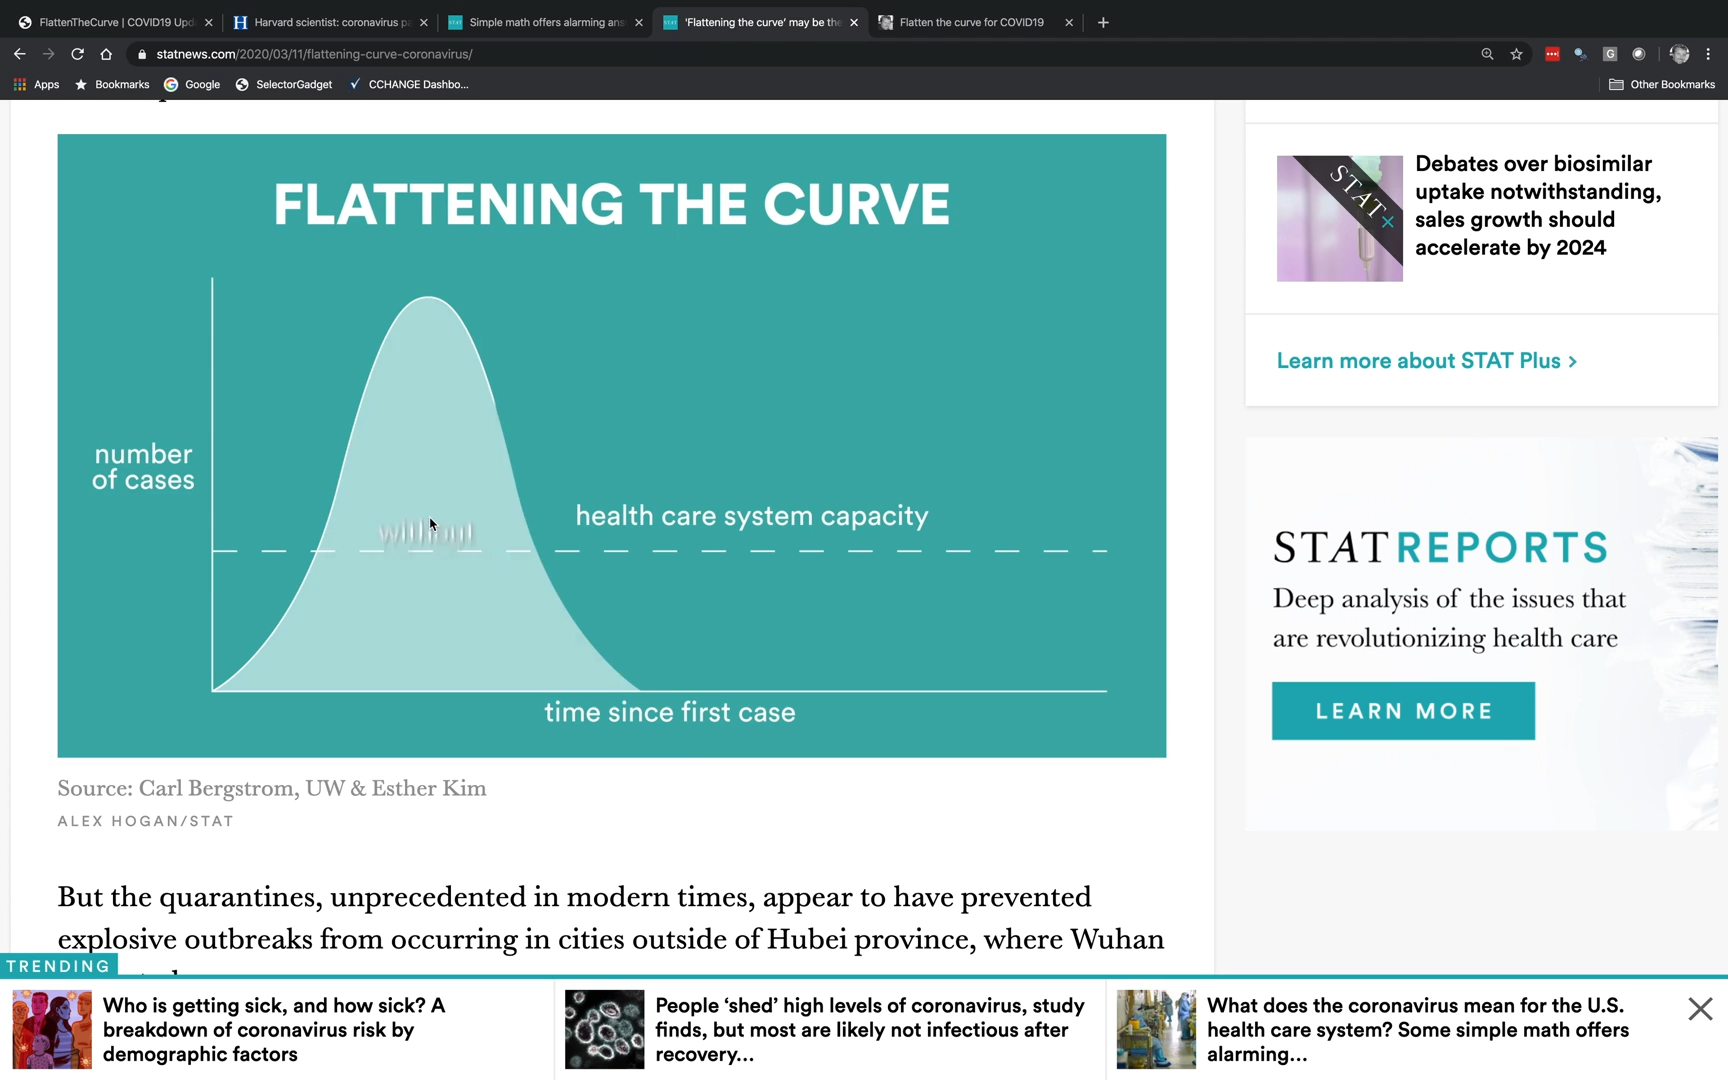 FlattenTheCurve | COVID19 Upd
Harvard scientist: coronavirus pa
Simple math offers alarming ans
'Flattening the curve' may be the
Flatten the curve for COVID19
statnews.com/2020/03/11/flattening-curve-coronavirus/
Apps
Bookmarks
Google
SelectorGadget
CCHANGE Dashbo...
Other Bookmarks
FLATTENING THE CURVE
number
of cases
without
health care system capacity
time since first case
Source: Carl Bergstrom, UW & Esther Kim
ALEX HOGAN/STAT
But the quarantines, unprecedented in modern times, appear to have prevented
explosive outbreaks from occurring in cities outside of Hubei province, where Wuhan
STAT
Debates over biosimilar
uptake notwithstanding,
sales growth should
accelerate by 2024
Learn more about STAT Plus >
STAT REPORTS
Deep analysis of the issues that
are revolutionizing health care
LEARN MORE
TRENDING
Who is getting sick, and how sick? A
breakdown of coronavirus risk by
demographic factors
People ‘shed’ high levels of coronavirus, study
finds, but most are likely not infectious after
recovery...
What does the coronavirus mean for the U.S.
health care system? Some simple math offers
alarming...